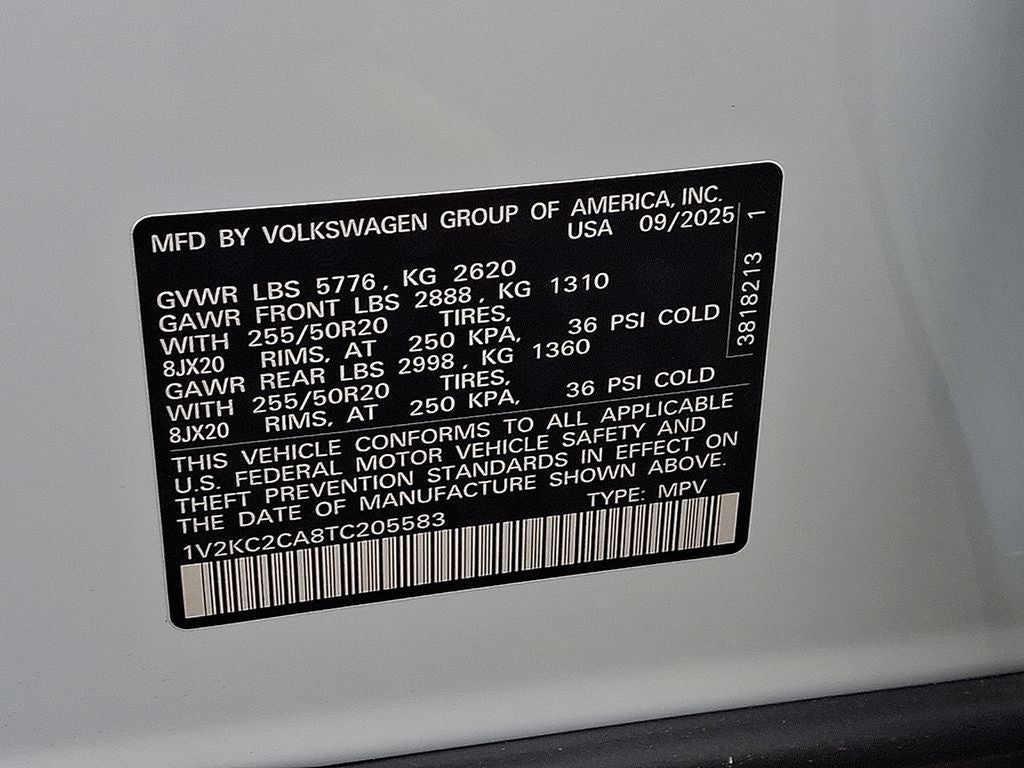 MFD BY VOLKSWAGEN GROUP OF AMERICA, INC.
USA 09/2025
GVWR LBS 5776, KG 2620
GAWR FRONT LBS 2888, KG 1310
WITH 255/50R20 TIRES,
8JX20 RIMS, AT 250 KPA, 36 PSI COLD
GAWR REAR LBS 2998, KG 1360
WITH 255/50R20 TIRES,
8JX20 RIMS, AT 250 KPA, 36 PSI COLD
THIS VEHICLE CONFORMS TO ALL APPLICABLE
U.S. FEDERAL MOTOR VEHICLE SAFETY AND
THEFT PREVENTION STANDARDS IN EFFECT ON
THE DATE OF MANUFACTURE SHOWN ABOVE.
1V2KC2CA8TC205583 TYPE: MPV
3818213 1